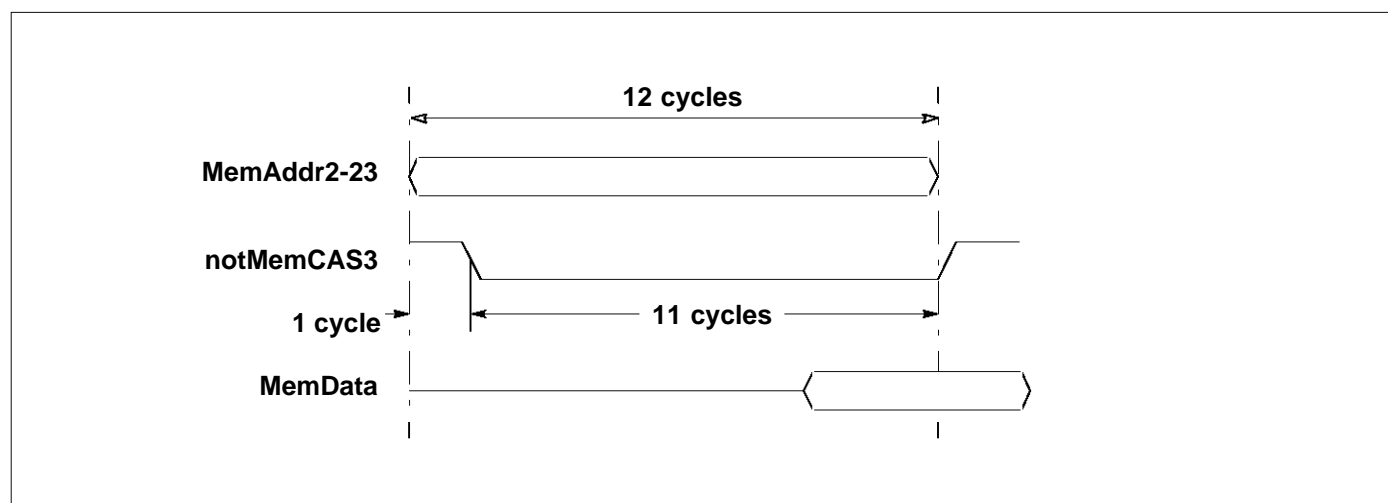 12 cycles
MemAddr2-23
notMemCAS3
1 cycle
11 cycles
MemData